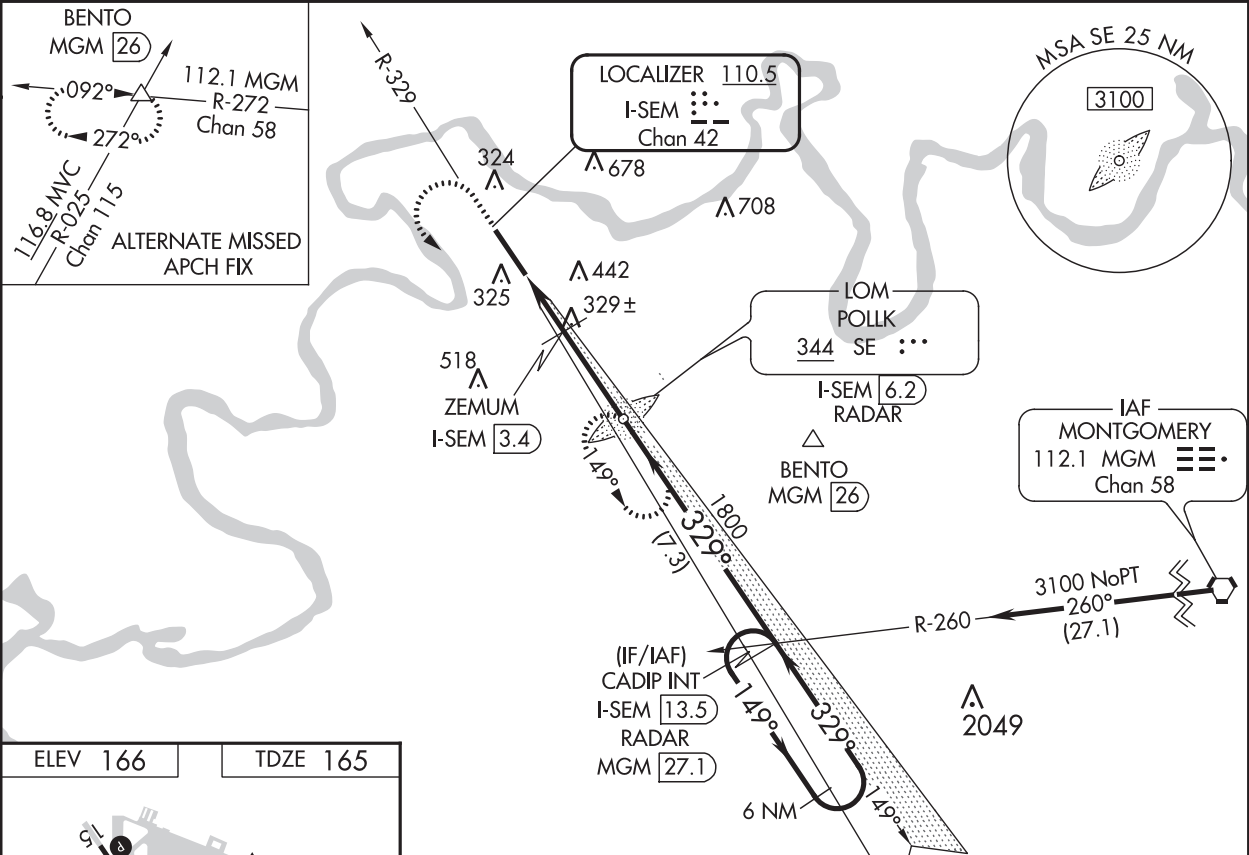 BENTO
MGM 26
092°
272°
112.1 MGM
R-272
Chan 58
116.8 MVC
R-025
Chan 115
ALTERNATE MISSED
APCH FIX
R-329
LOCALIZER 110.5
I-SEM
Chan 42
MSA SE 25 NM
3100
324
678
708
325
442
329 ±
518
ZEMUM
I-SEM 3.4
LOM
POLLK
344 SE
I-SEM 6.2
RADAR
BENTO
MGM 26
IAF
MONTGOMERY
112.1 MGM
Chan 58
149°
1800
329°
(7.3)
3100 NoPT
260°
(27.1)
R-260
(IF/IAF)
CADIP INT
I-SEM 13.5
RADAR
MGM 27.1
149°
329°
149°
6 NM
2049
ELEV 166
TDZE 165
15
P